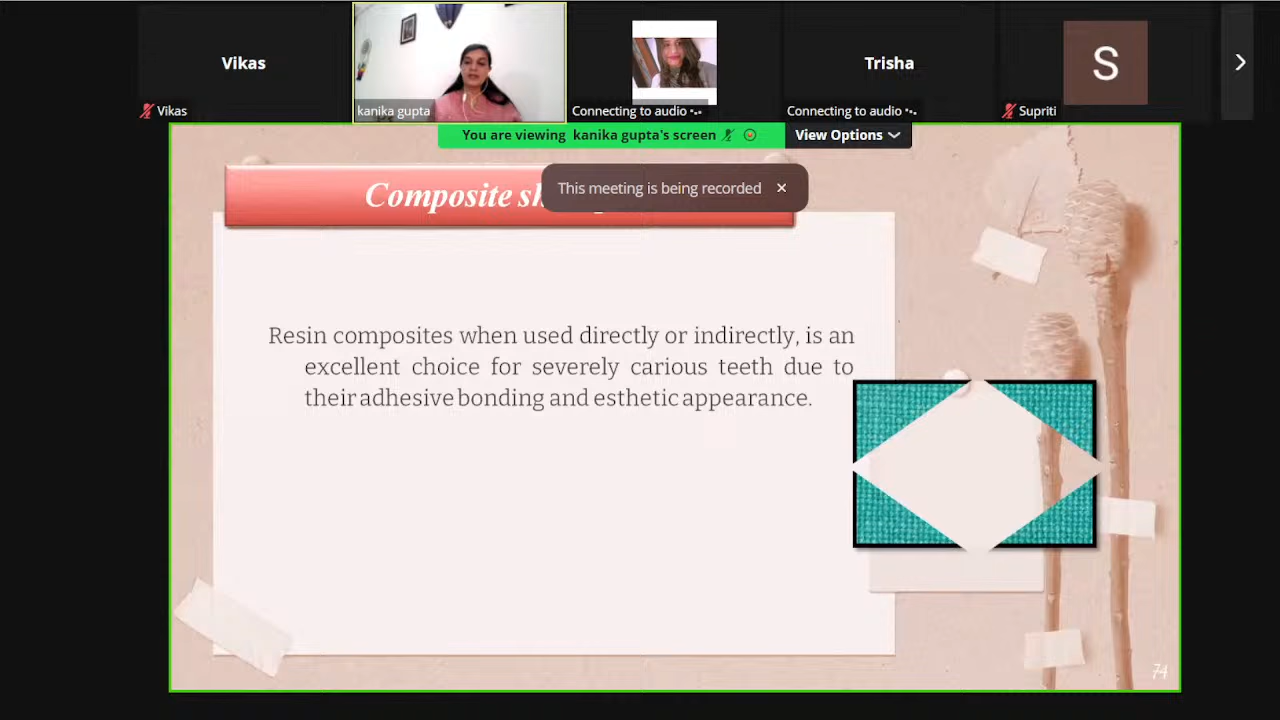 Vikas
Trisha
S
Vikas
kanika gupta
Connecting to audio
Connecting to audio
Supriti
You are viewing kanika gupta's screen
View Options
This meeting is being recorded
Composite
Resin composites when used directly or indirectly, is an
excellent choice for severely carious teeth due to
their adhesive bonding and esthetic appearance.
74